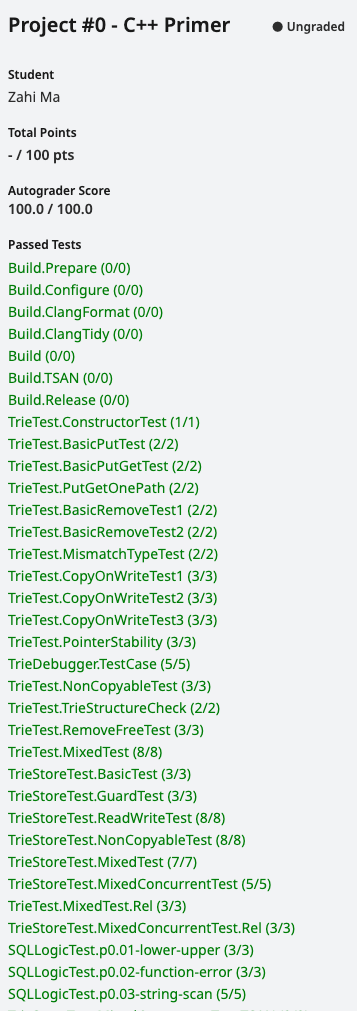 Project #0 - C++ Primer
● Ungraded
Student
Zahi Ma
Total Points
- / 100 pts
Autograder Score
100.0 / 100.0
Passed Tests
Build.Prepare (0/0)
Build.Configure (0/0)
Build.ClangFormat (0/0)
Build.ClangTidy (0/0)
Build (0/0)
Build.TSAN (0/0)
Build.Release (0/0)
TrieTest.ConstructorTest (1/1)
TrieTest.BasicPutTest (2/2)
TrieTest.BasicPutGetTest (2/2)
TrieTest.PutGetOnePath (2/2)
TrieTest.BasicRemoveTest1 (2/2)
TrieTest.BasicRemoveTest2 (2/2)
TrieTest.MismatchTypeTest (2/2)
TrieTest.CopyOnWriteTest1 (3/3)
TrieTest.CopyOnWriteTest2 (3/3)
TrieTest.CopyOnWriteTest3 (3/3)
TrieTest.PointerStability (3/3)
TrieDebugger.TestCase (5/5)
TrieTest.NonCopyableTest (3/3)
TrieTest.TrieStructureCheck (2/2)
TrieTest.RemoveFreeTest (3/3)
TrieTest.MixedTest (8/8)
TrieStoreTest.BasicTest (3/3)
TrieStoreTest.GuardTest (3/3)
TrieStoreTest.ReadWriteTest (8/8)
TrieStoreTest.NonCopyableTest (8/8)
TrieStoreTest.MixedTest (7/7)
TrieStoreTest.MixedConcurrentTest (5/5)
TrieTest.MixedTest.Rel (3/3)
TrieStoreTest.MixedConcurrentTest.Rel (3/3)
SQLLogicTest.p0.01-lower-upper (3/3)
SQLLogicTest.p0.02-function-error (3/3)
SQLLogicTest.p0.03-string-scan (5/5)